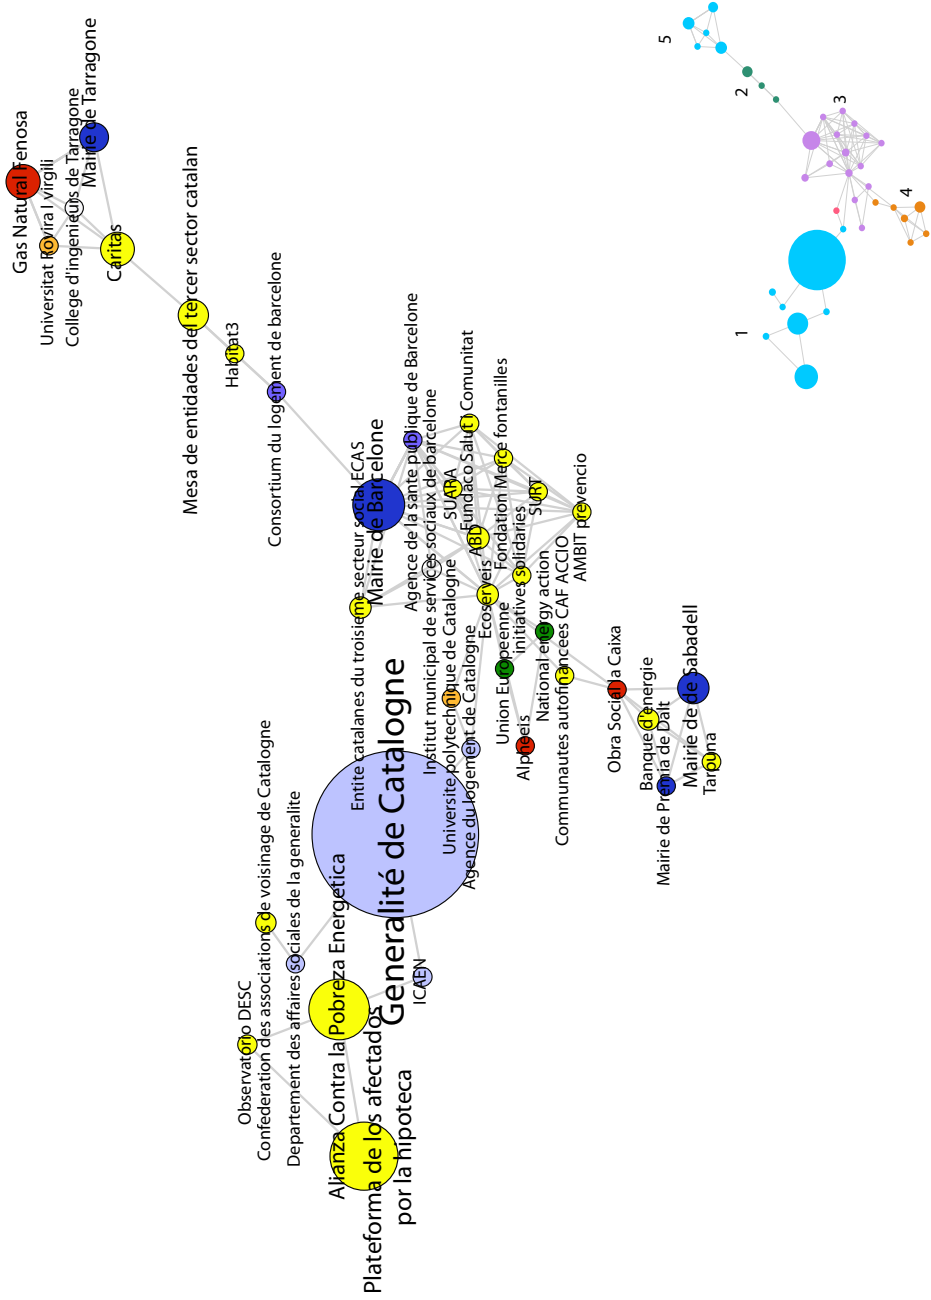 Gas Natural Fenosa
Universitat Rovira I virgili
College d'ingenieurs de Tarragone
Mairie de Tarragone
Caritas
Mesa de entidades del tercer sector catalan
Habitat3
Consortium du logement de barcelone
Entite catalanes du troisieme secteur social ECAS
Mairie de Barcelone
Agence de la sante publique de Barcelone
Institut municipal de services sociaux de barcelone
SUARA
Fundaco Salut i Comunitat
ABD
Ecoserveis
Fondation Merce fontanilles
initiatives solidaries
SURT
AMBIT prevencio
Universite polytechnique de Catalogne
Agence du logement de Catalogne
Union Europeenne
National energy action
Alpheeis
Communautes autofinancees CAF ACCIO
Obra Social la Caixa
Banque d'energie
Mairie de Premia de Dalt
Mairie de de Sabadell
Tarpuna
Generalité de Catalogne
Observatorio DESC
Confederation des associations de voisinage de Catalogne
Departement des affaires sociales de la generalite
Alianza Contra la Pobreza Energetica
ICAEN
Plateforma de los afectados
por la hipoteca
1
2
3
4
5